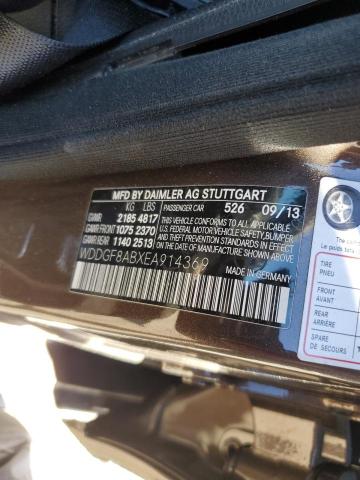 MFD BY DAIMLER AG STUTTGART
KG LBS PASSENGER CAR 526 09/13
GVWR 2185 4817 THIS VEHICLE CONFORMS TO ALL APPLICABLE
GAWR FRONT 1075 2370 U.S. FEDERAL MOTOR VEHICLE SAFETY AND
GAWR REAR 1140 2513 THEFT PREVENTION STANDARDS IN EFFECT ON THE DATE OF MANUFACTURE SHOWN ABOVE.
WDDGF8ABXEA914369
MADE IN GERMANY
Le poids total
TIRE
PNEU
FRONT
AVANT
REAR
ARRIÈRE
SPARE
DE SECOURS